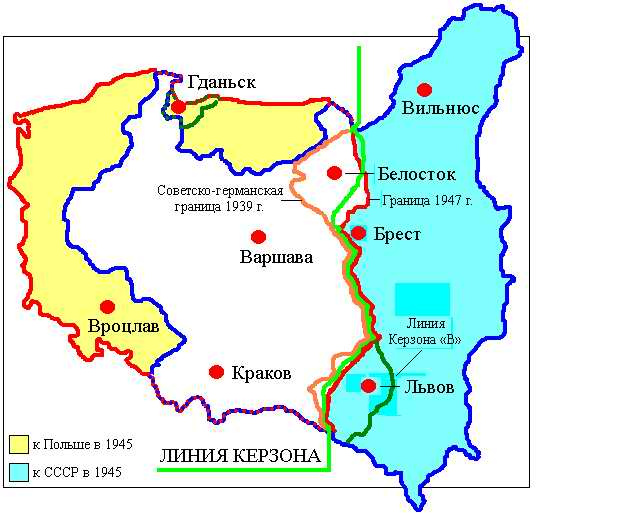 Гданьск
Вильнюс
Белосток
Советско-германская
граница 1939 г.
Граница 1947 г.
Брест
Варшава
Вроцлав
Линия
Керзона «В»
Краков
Львов
к Польше в 1945
ЛИНИЯ КЕРЗОНА
к СССР в 1945